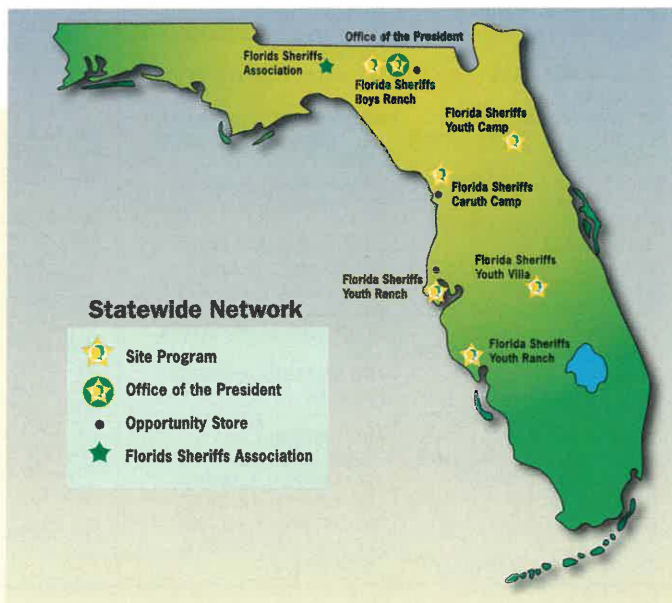 Office of the President
Florids Sheriffs
Association
Florida Sheriffs
Boys Ranch
Florida Sheriffs
Youth Camp
Florida Sheriffs
Caruth Camp
Florida Sheriffs
Youth Ranch
Florida Sheriffs
Youth Villa
Florida Sheriffs
Youth Ranch
Statewide Network
Site Program
Office of the President
Opportunity Store
Florids Sheriffs Association